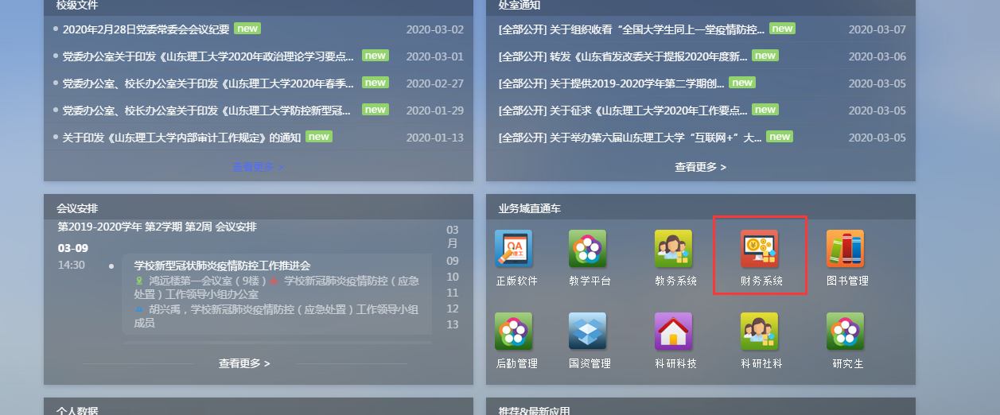 校级文件
2020年2月28日党委常委会会议纪要 new 2020-03-02
党委办公室关于印发《山东理工大学2020年政治理论学习要点... new 2020-03-01
党委办公室、校长办公室关于印发《山东理工大学2020年春季... new 2020-02-27
党委办公室、校长办公室关于印发《山东理工大学防控新型冠... new 2020-01-29
关于印发《山东理工大学内部审计工作规定》的通知 new 2020-01-13
查看更多 >
处室通知
[全部公开] 关于组织收看“全国大学生同上一堂疫情防控... new 2020-03-07
[全部公开] 转发《山东省发改委关于提报2020年度新... new 2020-03-06
[全部公开] 关于提供2019-2020学年第二学期创... new 2020-03-05
[全部公开] 关于征求《山东理工大学2020年工作要点... new 2020-03-05
[全部公开] 关于举办第六届山东理工大学“互联网+”大... new 2020-03-05
查看更多 >
会议安排
第2019-2020学年 第2学期 第2周 会议安排
03-09
14:30
学校新型冠状肺炎疫情防控工作推进会
鸿远楼第一会议室（9楼） 学校新冠肺炎疫情防控（应急
处置）工作领导小组办公室
胡兴禹，学校新冠肺炎疫情防控（应急处置）工作领导小组
成员
03
月
09
10
11
12
13
查看更多 >
业务域直通车
QA
正版软件 教学平台 教务系统 财务系统 图书管理
后勤管理 国资管理 科研科技 科研社科 研究生
个人数据
推荐&最新应用